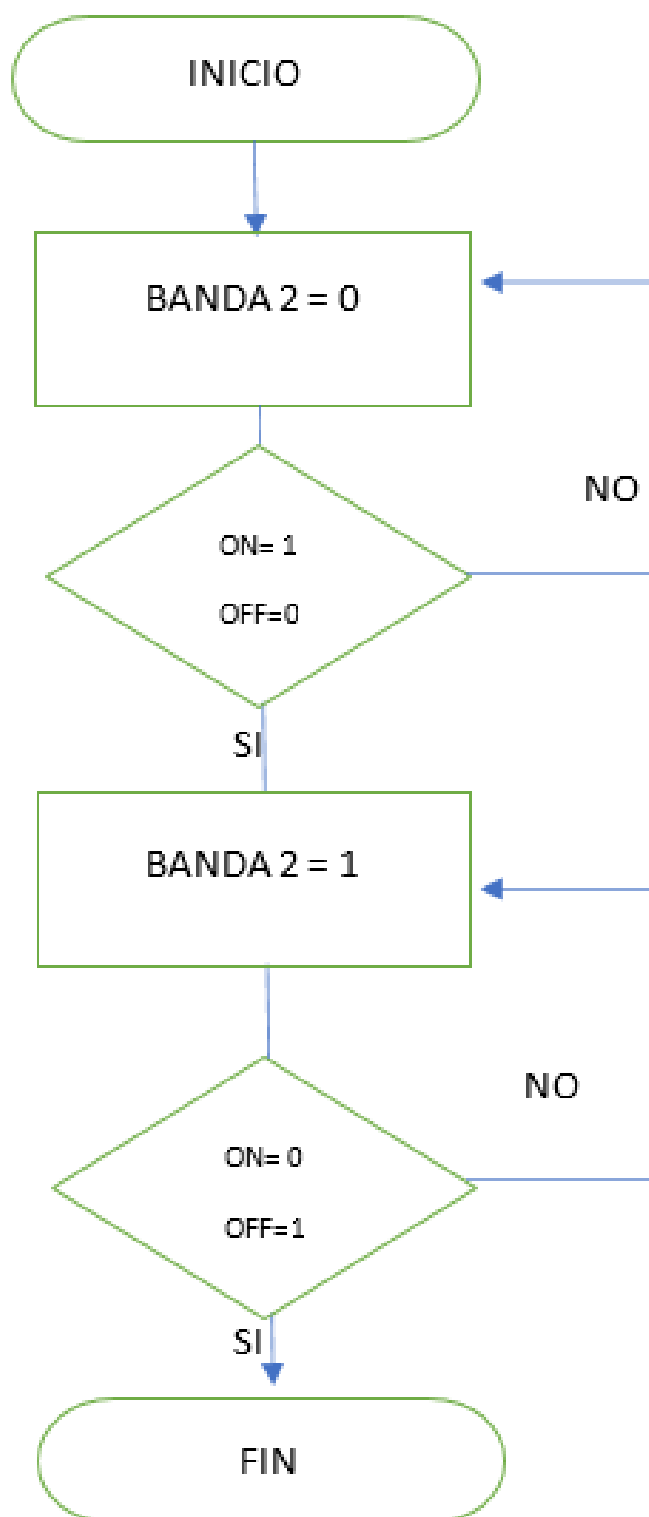 INICIO
BANDA 2 = 0
NO
ON= 1
OFF=0
SI
BANDA 2 = 1
NO
ON= 0
OFF=1
SI
FIN